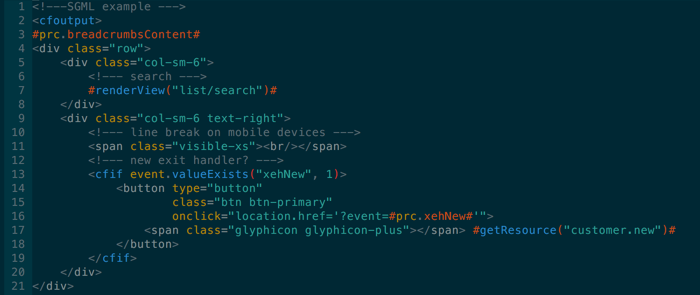 1 <!---SGML example --->
2 <cfoutput>
3 #prc.breadcrumbsContent#
4 <div class="row">
5     <div class="col-sm-6">
6         <!--- search --->
7         #renderView("list/search")#
8     </div>
9     <div class="col-sm-6 text-right">
10         <!--- line break on mobile devices --->
11         <span class="visible-xs"><br/></span>
12         <!--- new exit handler? --->
13         <cfif event.valueExists("xehNew", 1)>
14             <button type="button"
15                     class="btn btn-primary"
16                     onclick="location.href='?event=#prc.xehNew#'">
17                 <span class="glyphicon glyphicon-plus"></span> #getResource("customer.new")#
18             </button>
19         </cfif>
20     </div>
21 </div>